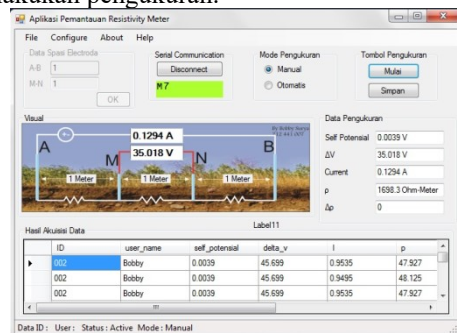 lakukan pengukuran.
Aplikasi Pemantauan Resistivity Meter
File Configure About Help
Data Spasi Electroda
A-B 1
M-N 1
OK
Serial Communication
Disconnect
M7
Mode Pengukuran
Manual
Otomatis
Tombol Pengukuran
Mulai
Simpan
Visual
0.1294 A
35.018 V
A
M
N
B
1 Meter
1 Meter
1 Meter
Data Pengukuran
Self Potensial 0.0039 V
ΔV 35.018 V
Current 0.1294 A
ρ 1698.3 Ohm-Meter
Δρ 0
Label11
Hasil Akuisisi Data
ID user_name self_potensial delta_v I ρ
002 Bobby 0.0039 45.699 0.9535 47.927
002 Bobby 0.0039 45.699 0.9495 48.125
002 Bobby 0.0039 45.699 0.9535 47.927
Data ID : User : Status : Active Mode : Manual